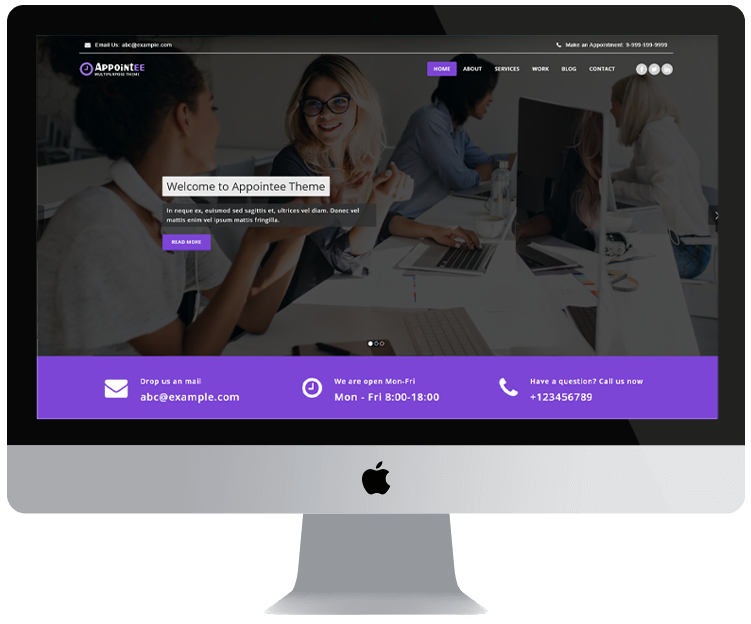 Email Us: abc@example.com
Make an Appointment: 9-999-999-9999
APPOINTEE
MULTIPURPOSE THEME
HOME ABOUT SERVICES WORK BLOG CONTACT
Welcome to Appointee Theme
In neque ex, euismod sed sagittis et, ultrices vel diam. Donec vel
mattis enim vel ipsum mattis fringilla.
READ MORE
Drop us an mail
abc@example.com
We are open Mon-Fri
Mon - Fri 8:00-18:00
Have a question? Call us now
+123456789